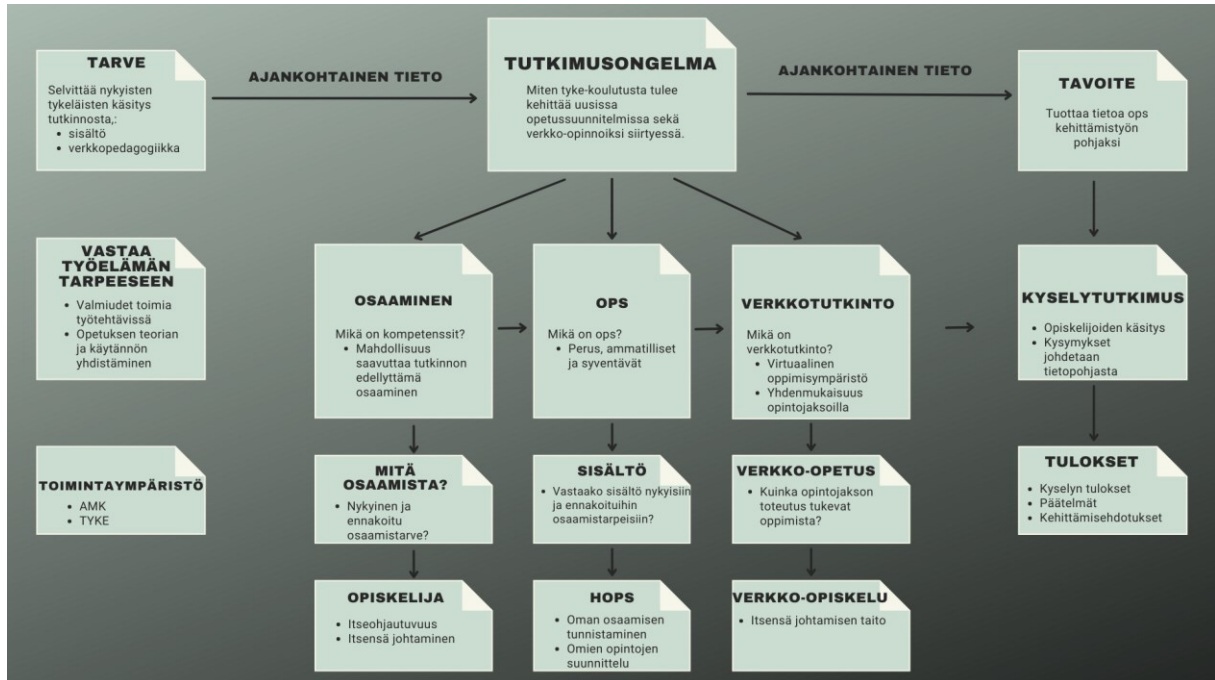 TARVE
Selvittää nykyisten
tykeläisten käsitys
tutkinnosta,:
• sisältö
• verkkopedagogiikka
AJANKOHTAINEN TIETO
TUTKIMUSONGELMA
Miten tyke-koulutusta tulee
kehittää uusissa
opetussuunnitelmissa sekä
verkko-opinnoiksi siirtyessä.
AJANKOHTAINEN TIETO
TAVOITE
Tuottaa tietoa ops
kehittämistyön
pohjaksi
VASTAA
TYÖELÄMÄN
TARPEESEEN
• Valmiudet toimia
työtehtävissä
• Opetuksen teorian
ja käytännön
yhdistäminen
OSAAMINEN
Mikä on kompetenssit?
• Mahdollisuus
saavuttaa tutkinnon
edellyttämä
osaaminen
OPS
Mikä on ops?
• Perus, ammatilliset
ja syventävät
VERKKOTUTKINTO
Mikä on
verkkotutkinto?
• Virtuaalinen
oppimisympäristö
• Yhdenmukaisuus
opintojaksoilla
KYSELYTUTKIMUS
• Opiskelijoiden käsitys
• Kysymykset
johdetaan
tietopohjasta
TOIMINTAYMPÄRISTÖ
• AMK
• TYKE
MITÄ
OSAAMISTA?
• Nykyinen ja
ennakoitu
osaamistarve?
SISÄLTÖ
• Vastaako sisältö nykyisiin
ja ennakoituihin
osaamistarpeisiin?
VERKKO-OPETUS
• Kuinka opintojakson
toteutus tukevat
oppimista?
TULOKSET
• Kyselyn tulokset
• Päätelmät
• Kehittämisehdotukset
OPISKELIJA
• Itseohjautuvuus
• Itsensä johtaminen
HOPS
• Oman osaamisen
tunnistaminen
• Omien opintojen
suunnittelu
VERKKO-OPISKELU
• Itsensä johtamisen taito